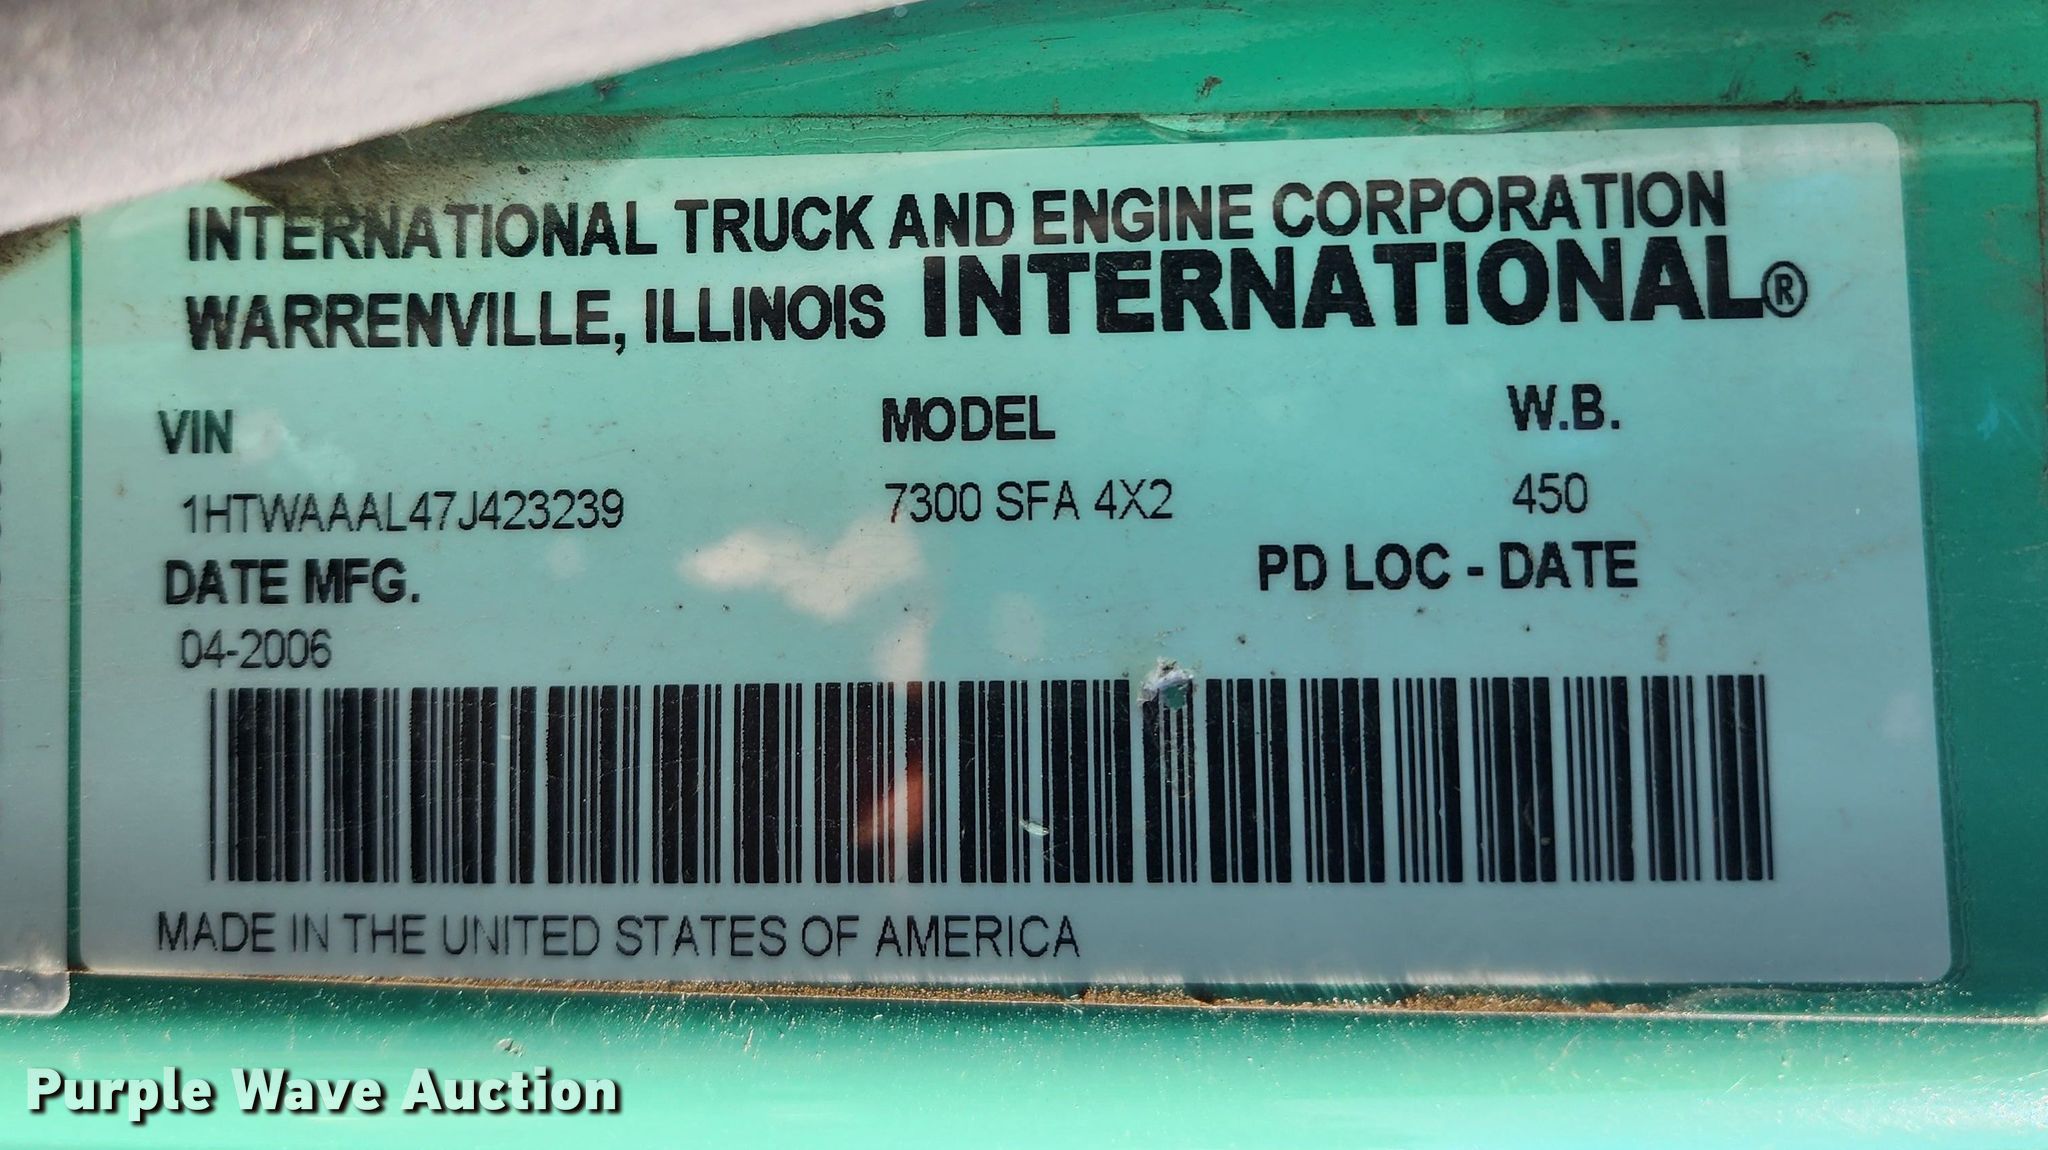 INTERNATIONAL TRUCK AND ENGINE CORPORATION
WARRENVILLE, ILLINOIS INTERNATIONAL®
VIN MODEL W.B.
1HTWAAAL47J423239 7300 SFA 4X2 450
DATE MFG. PD LOC - DATE
04-2006
MADE IN THE UNITED STATES OF AMERICA
Purple Wave Auction